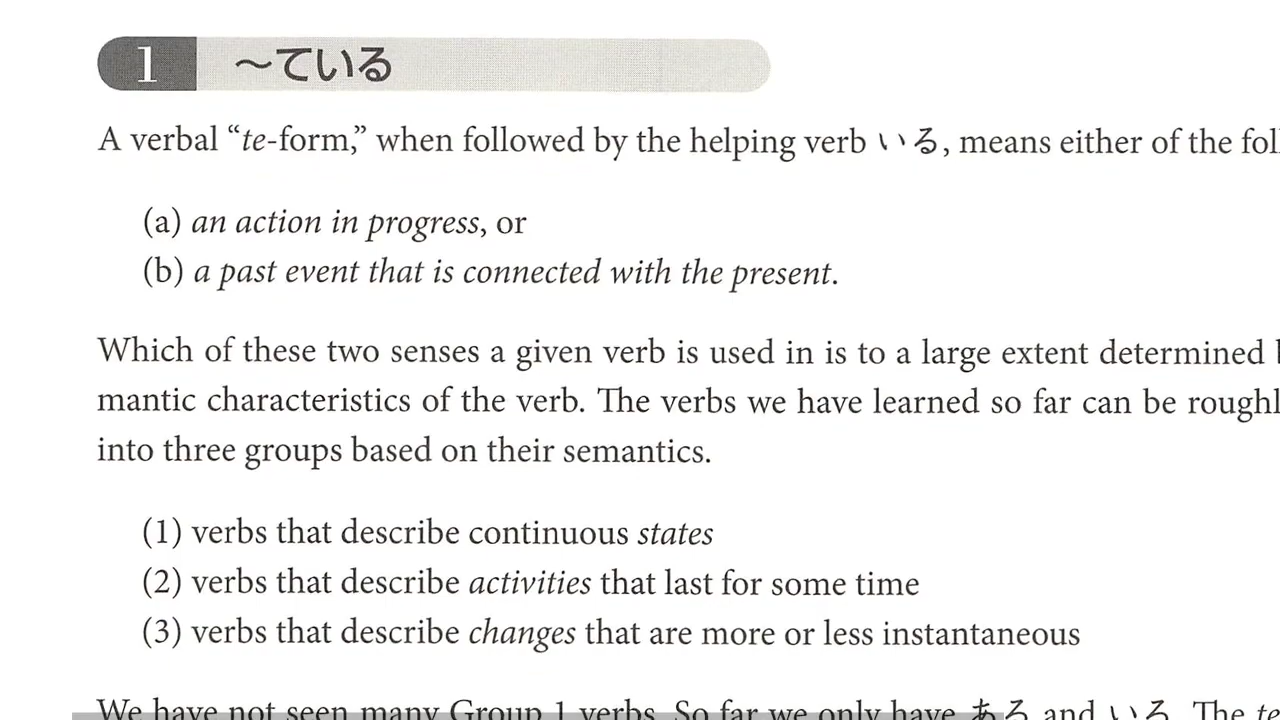 1 ～ている
A verbal “te-form,” when followed by the helping verb いる, means either of the
(a) an action in progress, or
(b) a past event that is connected with the present.
Which of these two senses a given verb is used in is to a large extent determined
mantic characteristics of the verb. The verbs we have learned so far can be
into three groups based on their semantics.
(1) verbs that describe continuous states
(2) verbs that describe activities that last for some time
(3) verbs that describe changes that are more or less instantaneous
We have not seen many Group 1 verbs. So far we only have ある and いる. The